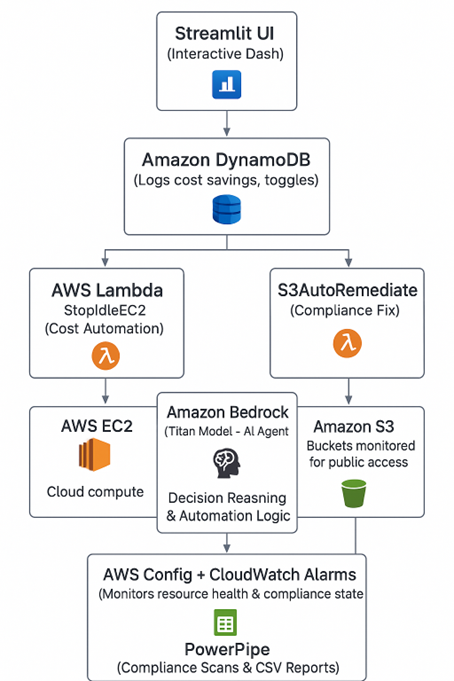 Streamlit UI
(Interactive Dash)
Amazon DynamoDB
(Logs cost savings, toggles)
AWS Lambda
StopIdleEC2
(Cost Automation)
S3AutoRemediate
(Compliance Fix)
AWS EC2
Cloud compute
Amazon Bedrock
(Titan Model - AI Agent
Decision Reasning
& Automation Logic
Amazon S3
Buckets monitored
for public access
AWS Config + CloudWatch Alarms
(Monitors resource health & compliance state
PowerPipe
(Compliance Scans & CSV Reports)